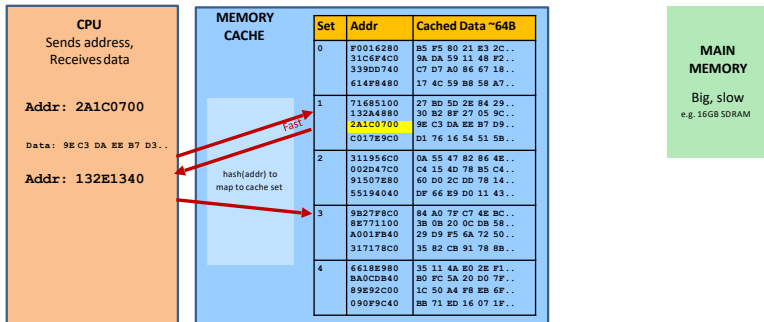 CPU
Sends address,
Receives data
Addr: 2A1C0700
Data: 9E C3 DA EE B7 D3..
Addr: 132E1340
MEMORY
CACHE
hash(addr) to
map to cache set
Fast
Set Addr Cached Data ~64B
0 F0016280 B5 F5 80 21 E3 2C..
31C6F4C0 9A DA 59 11 48 F2..
339DD740 C7 D7 A0 86 67 18..
614F8480 17 4C 59 B8 58 A7..
1 71685100 27 BD 5D 2E 84 29..
132A4880 30 B2 8F 27 05 9C..
2A1C0700 9E C3 DA EE B7 D9..
C017E9C0 D1 76 16 54 51 5B..
2 311956C0 0A 55 47 82 86 4E..
002D47C0 C4 15 4D 78 B5 C4..
91507E80 60 D0 2C DD 78 14..
55194040 DF 66 E9 D0 11 43..
3 9B27F8C0 84 A0 7F C7 4E BC..
8E771100 3B 0B 20 0C DB 58..
A001FB40 29 D9 F5 6A 72 50..
317178C0 35 82 CB 91 78 8B..
4 6618E980 35 11 4A E0 2E F1..
BA0CDB40 B0 FC 5A 20 D0 7F..
89E92C00 1C 50 A4 F8 EB 6F..
090F9C40 BB 71 ED 16 07 1F..
MAIN
MEMORY
Big, slow
e.g. 16GB SDRAM